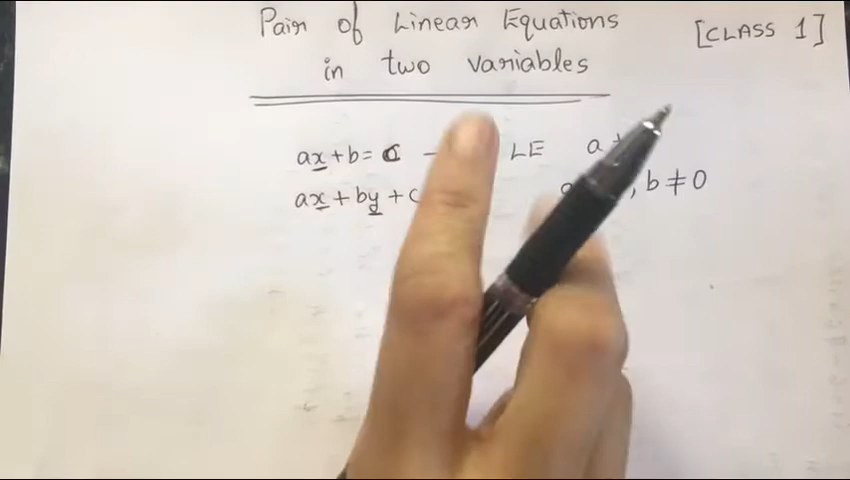 Pair of Linear Equations
in two variables
[CLASS 1]
ax + b = 0 - LE a
ax + by + c , b ≠ 0